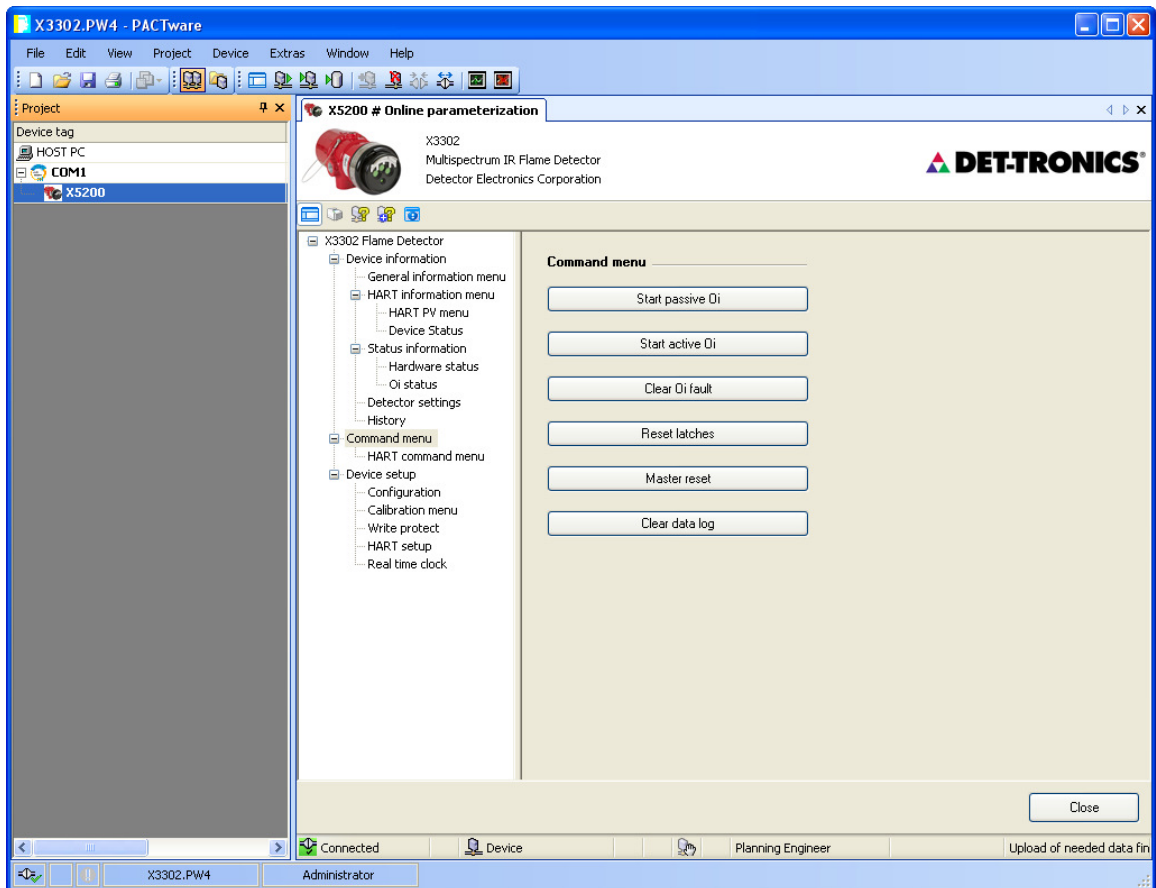 X3302.PW4 - PACTware
File Edit View Project Device Extras Window Help
Project
Device tag
HOST PC
COM1
X5200
X5200 # Online parameterization
X3302
Multispectrum IR Flame Detector
Detector Electronics Corporation
DET-TRONICS®
X3302 Flame Detector
Device information
General information menu
HART information menu
HART PV menu
Device Status
Status information
Hardware status
Oi status
Detector settings
History
Command menu
HART command menu
Device setup
Configuration
Calibration menu
Write protect
HART setup
Real time clock
Command menu
Start passive Oi
Start active Oi
Clear Oi fault
Reset latches
Master reset
Clear data log
Close
Connected Device Planning Engineer Upload of needed data fin
X3302.PW4 Administrator